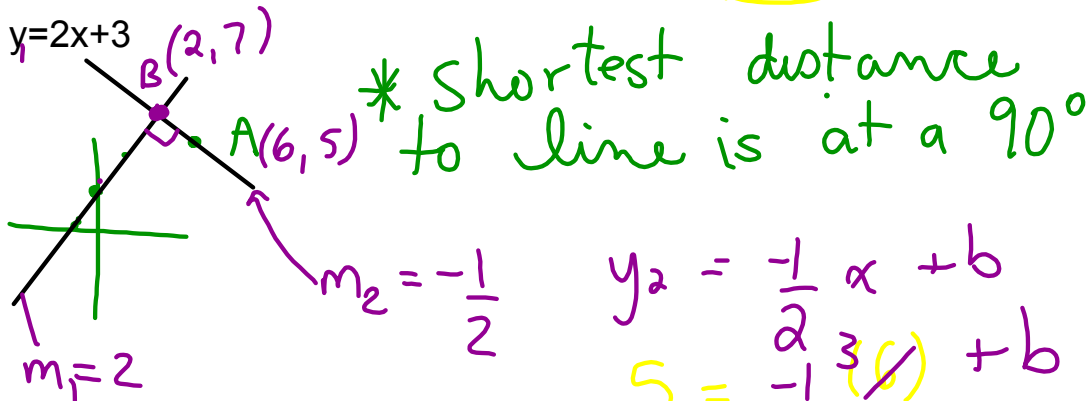 y=2x+3
B(2,7)
* shortest distance
A(6,5)
to line is at a 90°
m₂ = -1/2
y₂ = -1/2 x + b
m₁=2
5 = -1 3(6) + b